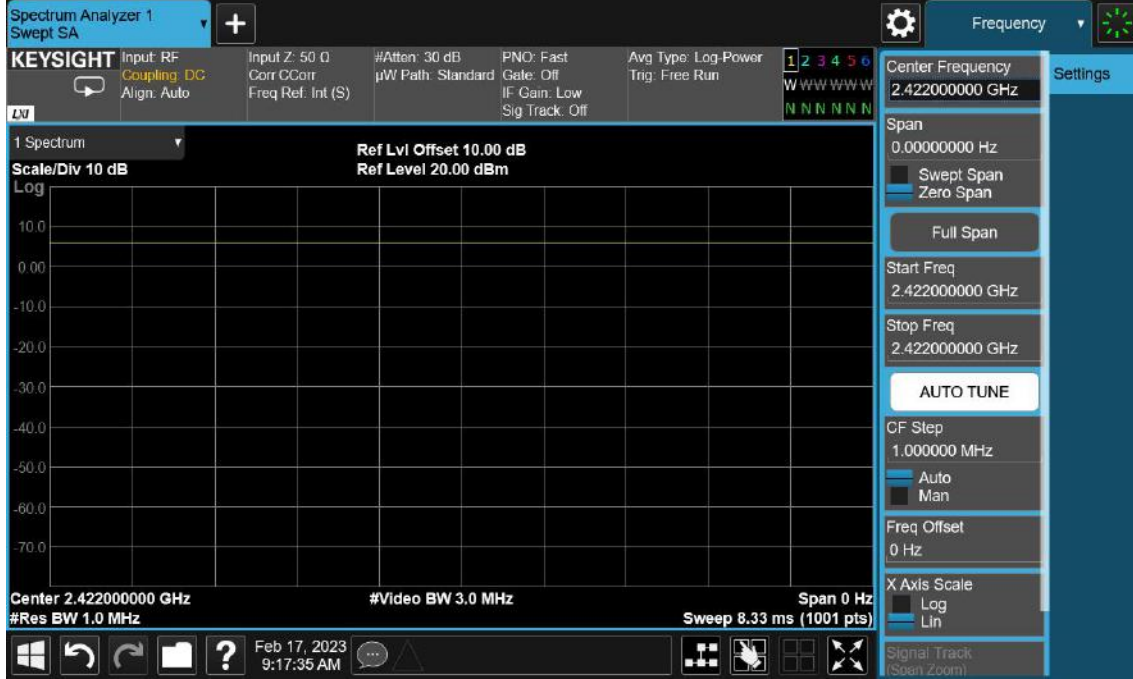 Spectrum Analyzer 1
Swept SA
Frequency
KEYSIGHT
Input: RF
Coupling: DC
Align: Auto
LXI
Input Z: 50 Ω
Corr CCorr
Freq Ref: Int (S)
#Atten: 30 dB
µW Path: Standard
PNO: Fast
Gate: Off
IF Gain: Low
Sig Track: Off
Avg Type: Log-Power
Trig: Free Run
1 2 3 4 5 6
W W W W W W
N N N N N N
1 Spectrum
Scale/Div 10 dB
Ref Lvl Offset 10.00 dB
Ref Level 20.00 dBm
Log
10.0
0.00
-10.0
-20.0
-30.0
-40.0
-50.0
-60.0
-70.0
Center 2.422000000 GHz
#Res BW 1.0 MHz
#Video BW 3.0 MHz
Span 0 Hz
Sweep 8.33 ms (1001 pts)
Center Frequency
2.422000000 GHz
Settings
Span
0.00000000 Hz
Swept Span
Zero Span
Full Span
Start Freq
2.422000000 GHz
Stop Freq
2.422000000 GHz
AUTO TUNE
CF Step
1.000000 MHz
Auto
Man
Freq Offset
0 Hz
X Axis Scale
Log
Lin
Signal Track
(Span Zoom)
?
Feb 17, 2023
9:17:35 AM